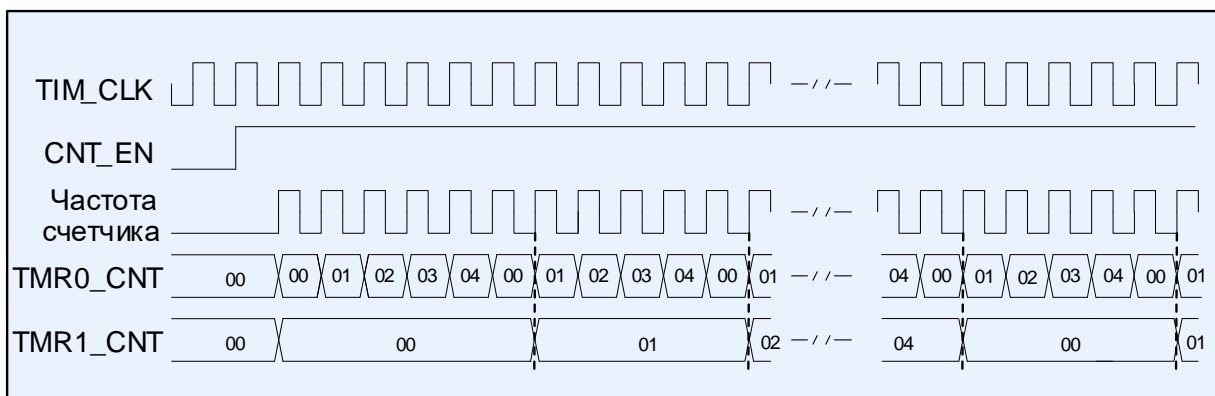 TIM_CLK
CNT_EN
Частота
счетчика
TMR0_CNT 00 00 01 02 03 04 00 01 02 03 04 00 01 04 00 01 02 03 04 00 01
TMR1_CNT 00 00 01 02 04 00 01